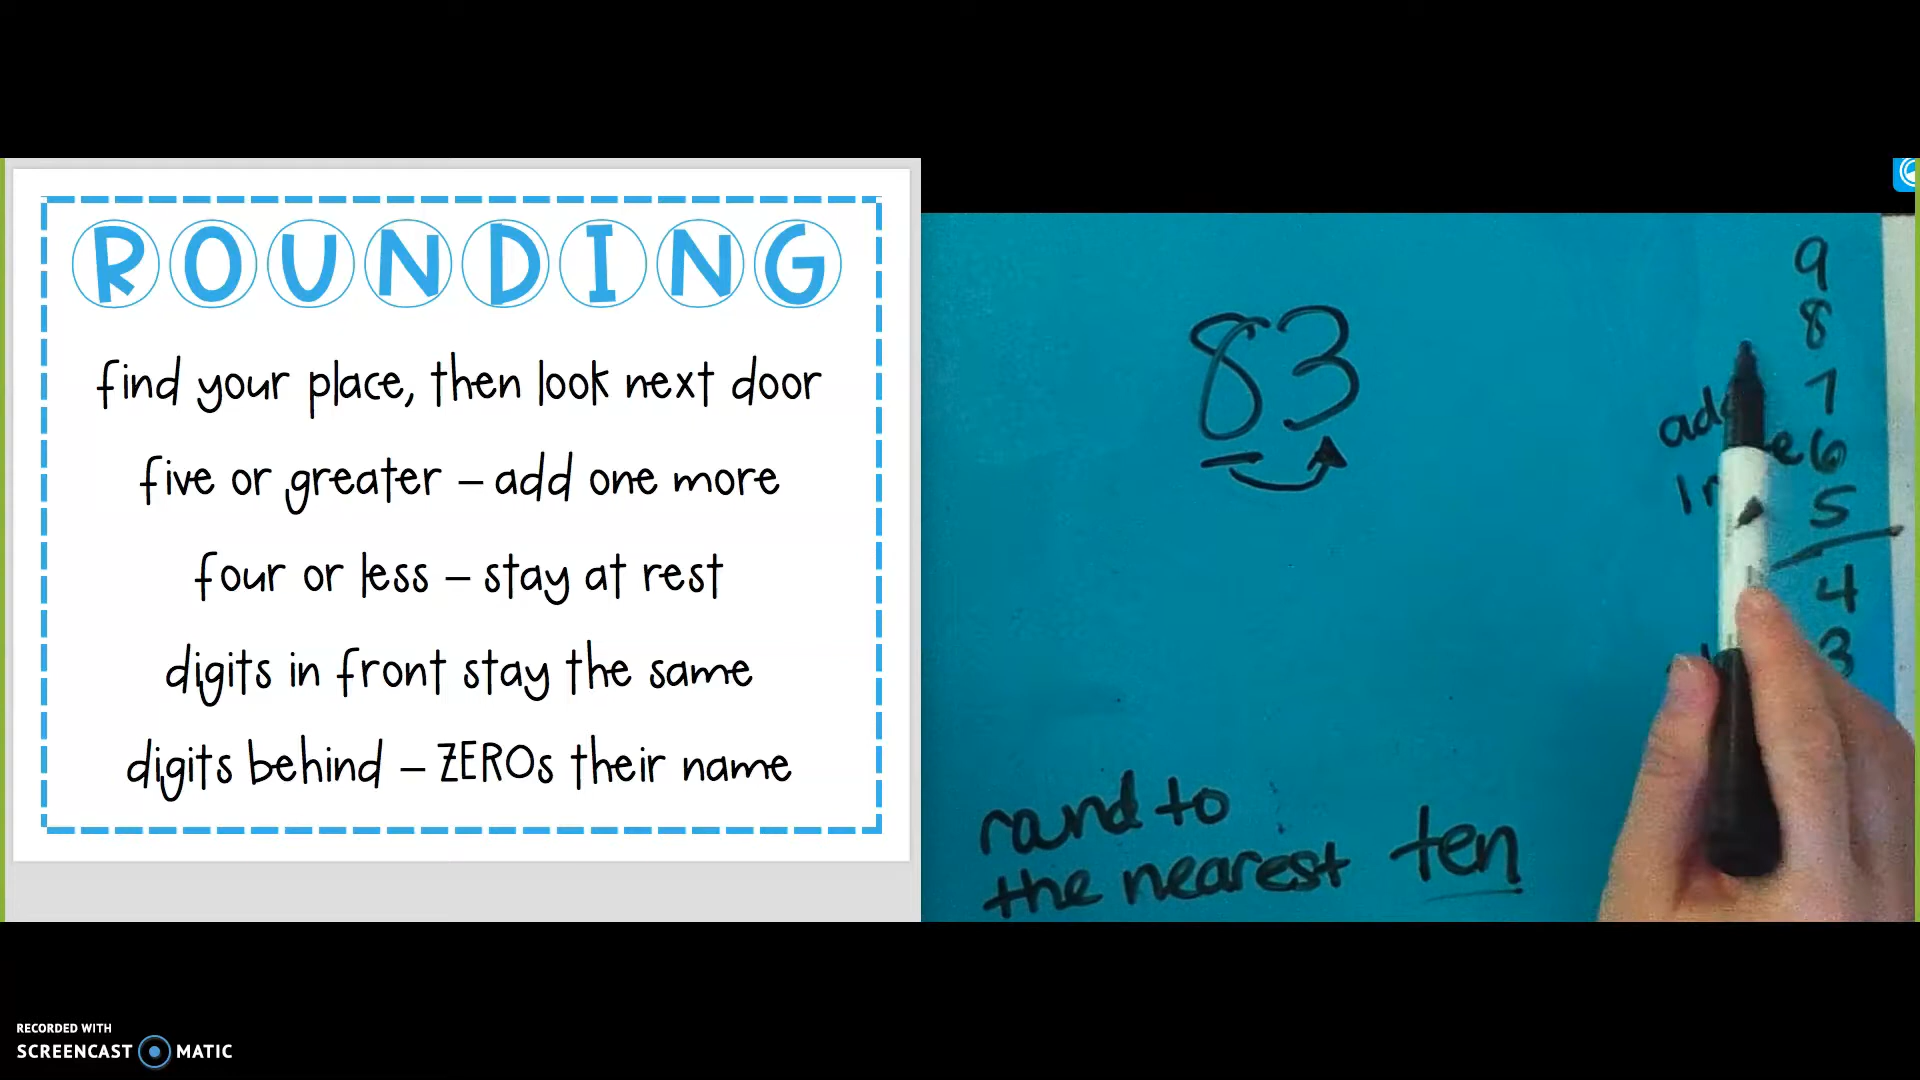 ROUNDING
find your place, then look next door
five or greater – add one more
four or less – stay at rest
digits in front stay the same
digits behind – ZEROs their name
83
9
8
7
6
5
4
3
round to
the nearest ten
RECORDED WITH
SCREENCAST MATIC